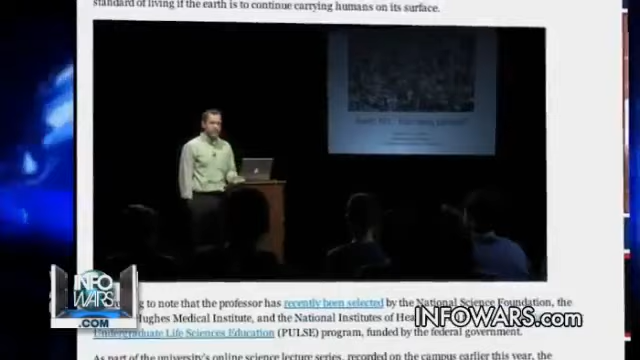 standard of living if the earth is to continue carrying humans on its surface.
to note that the professor has recently been selected by the National Science Foundation, the
Hughes Medical Institute, and the National Institutes of
Undergraduate Life Sciences Education (PULSE) program, funded by the federal government.
As part of the university's online science lecture series, recorded on the campus earlier this year, the
INFO
WARS
.COM
INFOWARS.com